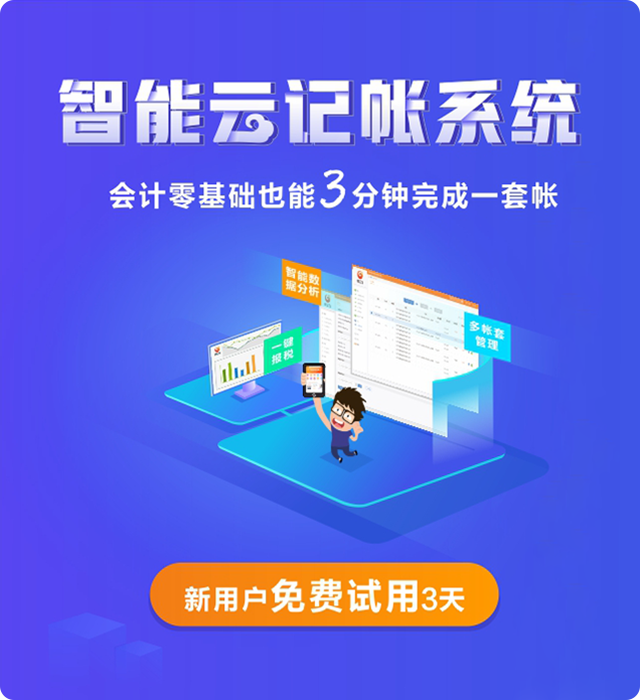 智能云记帐系统
会计零基础也能3分钟完成一套帐
智能数
据分析
多帐套
管理
一键
报税
新用户免费试用3天